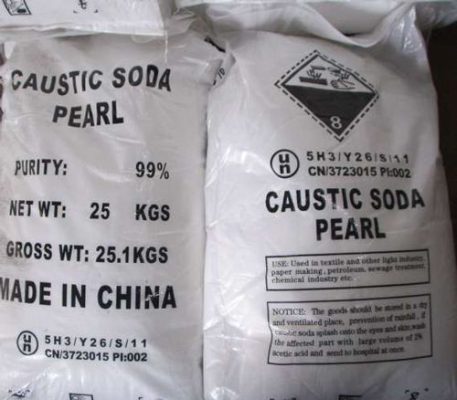 CAUSTIC SODA
PEARL
PURITY: 99%
NET WT: 25 KGS
GROSS WT: 25.1KGS
MADE IN CHINA
un 5H3/Y26/S/11
CN/3723015 PI:002
8
un 5H3/Y26/S/11
CN/3723015 PI:002
CAUSTIC SODA
PEARL
USE: Used in textile and other light industry,
paper making, petroleum, sewage treatment,
chemical industry etc.
NOTICE: The goods should be stored in a dry
and ventilated place, prevention of rainfall, if
caustic soda splash onto the eyes and skin, wash
the affected part with large volume of 2%
acetic acid and send to hospital at once.